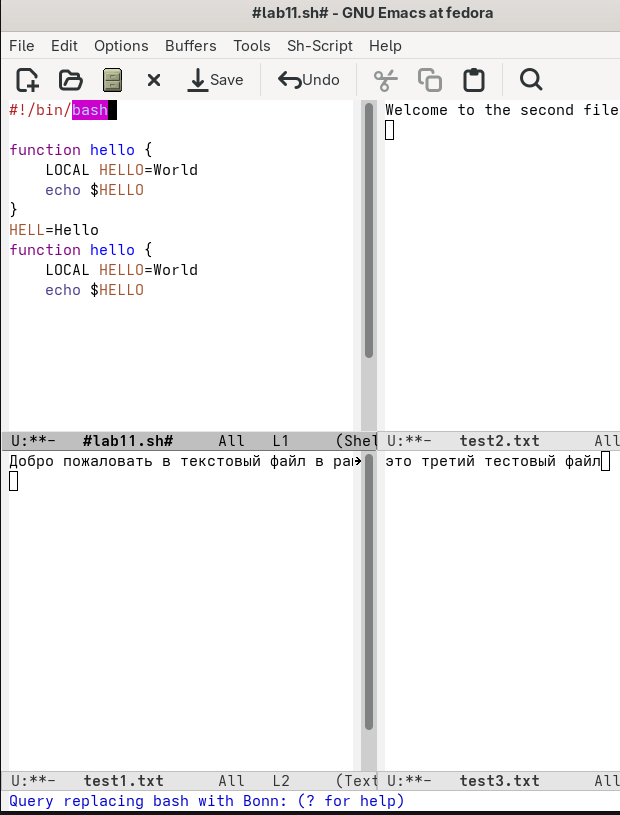 #lab11.sh# - GNU Emacs at fedora
File Edit Options Buffers Tools Sh-Script Help
Save Undo
#!/bin/bash
function hello {
    LOCAL HELLO=World
    echo $HELLO
}
HELL=Hello
function hello {
    LOCAL HELLO=World
    echo $HELLO
U:**-   #lab11.sh#     All   L1     (Shel
Welcome to the second file
U:**-   test2.txt      All
Добро пожаловать в текстовый файл в
U:**-   test1.txt      All   L2     (Text
это третий тестовый файл
U:**-   test3.txt      All
Query replacing bash with Bonn: (? for help)